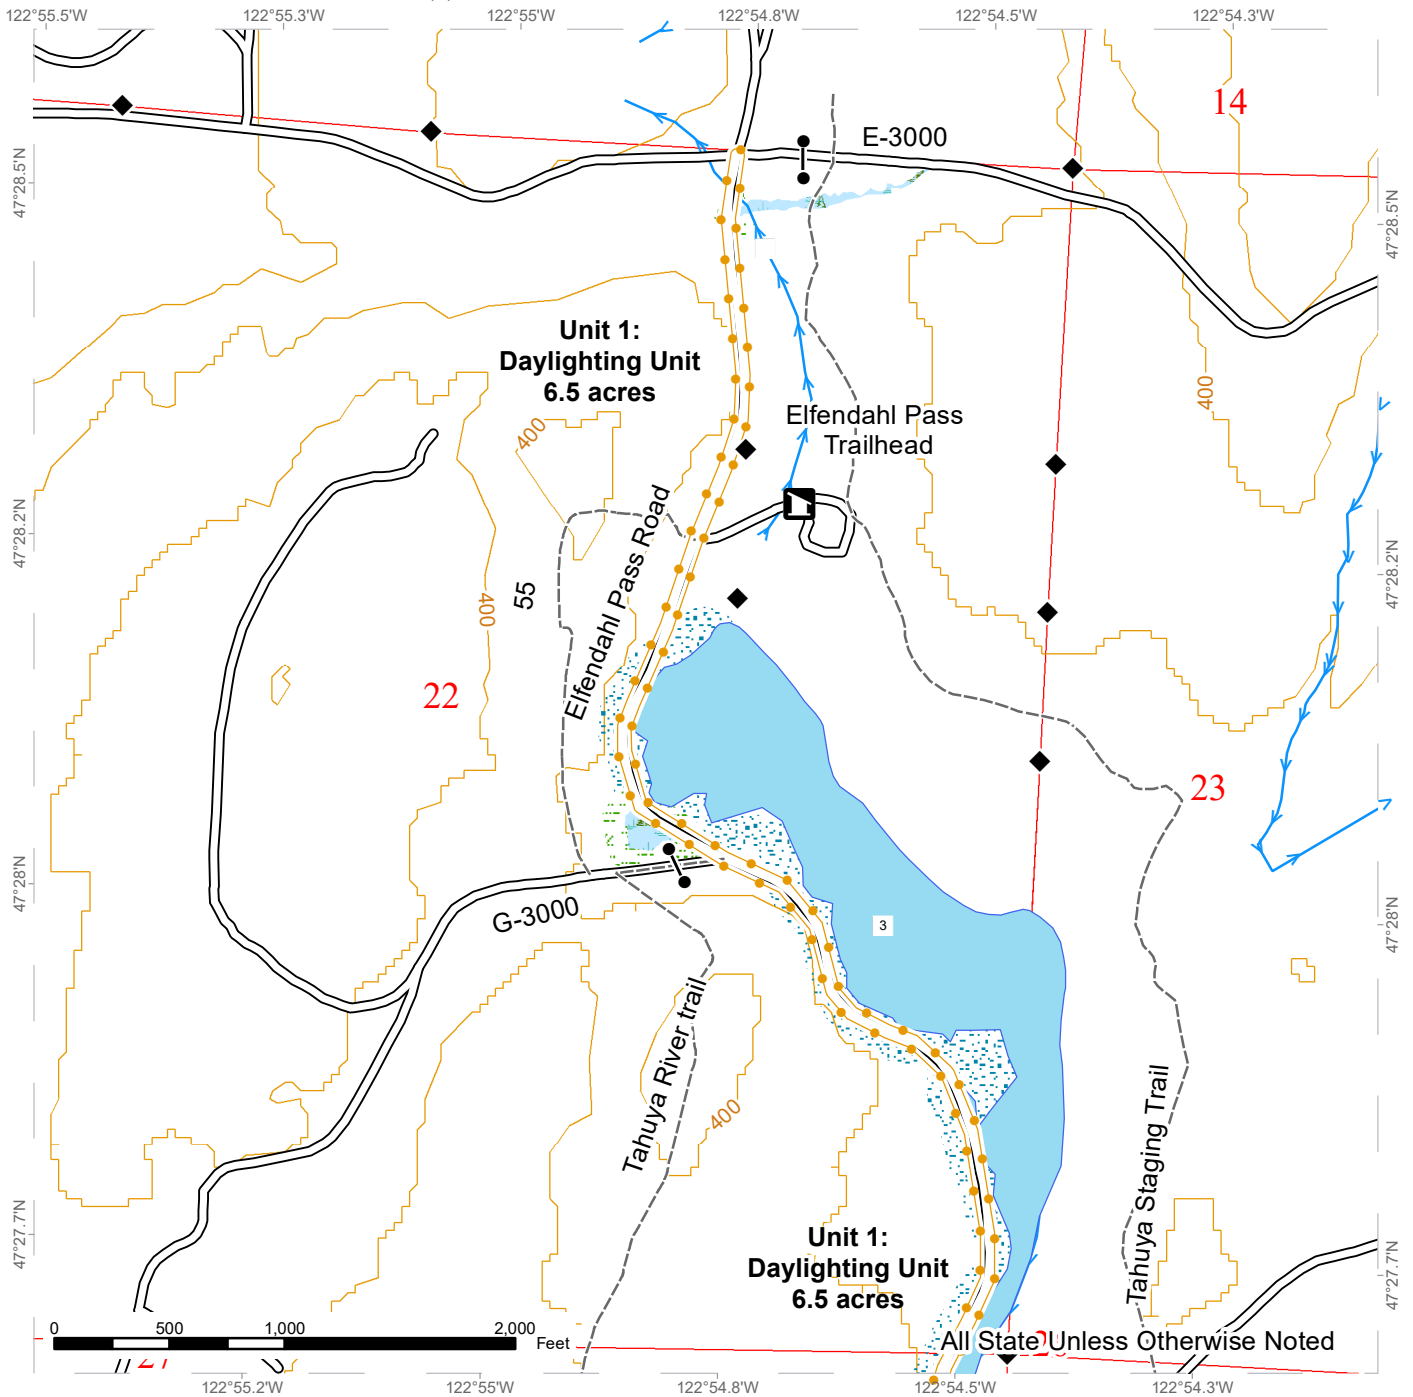 122°55.5'W 122°55.3'W 122°55'W 122°54.8'W 122°54.5'W 122°54.3'W
14
E-3000
47°28.5'N
47°28.5'N
Unit 1:
Daylighting Unit
6.5 acres
400
Elfendahl Pass
Trailhead
400
47°28.2'N
47°28.2'N
Elfendahl Pass Road
55
400
22
23
47°28'N
47°28'N
G-3000
3
Tahuya River trail
400
Tahuya Staging Trail
47°27.7'N
47°27.7'N
Unit 1:
Daylighting Unit
6.5 acres
0 500 1,000 2,000
Feet
All State Unless Otherwise Noted
122°55.2'W 122°55'W 122°54.8'W 122°54.5'W 122°54.3'W